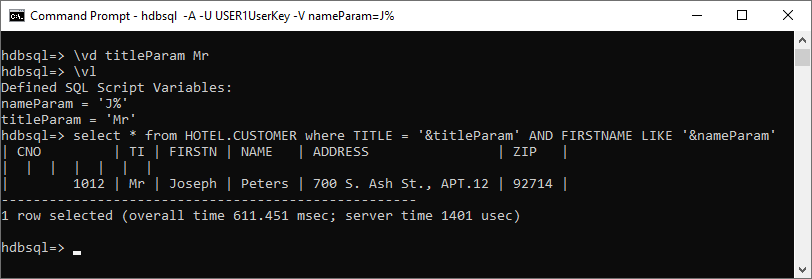 Command Prompt - hdbsql -A -U USER1UserKey -V nameParam=J%
hdbsql=> \vd titleParam Mr
hdbsql=> \vl
Defined SQL Script Variables:
nameParam = 'J%'
titleParam = 'Mr'
hdbsql=> select * from HOTEL.CUSTOMER where TITLE = '&titleParam' AND FIRSTNAME LIKE '&nameParam'
| CNO         | TI | FIRSTN | NAME   | ADDRESS                | ZIP   |
|  |  |  |  |  |  |
|        1012 | Mr | Joseph | Peters | 700 S. Ash St., APT.12 | 92714 |
----------------------------------------------------
1 row selected (overall time 611.451 msec; server time 1401 usec)
hdbsql=>